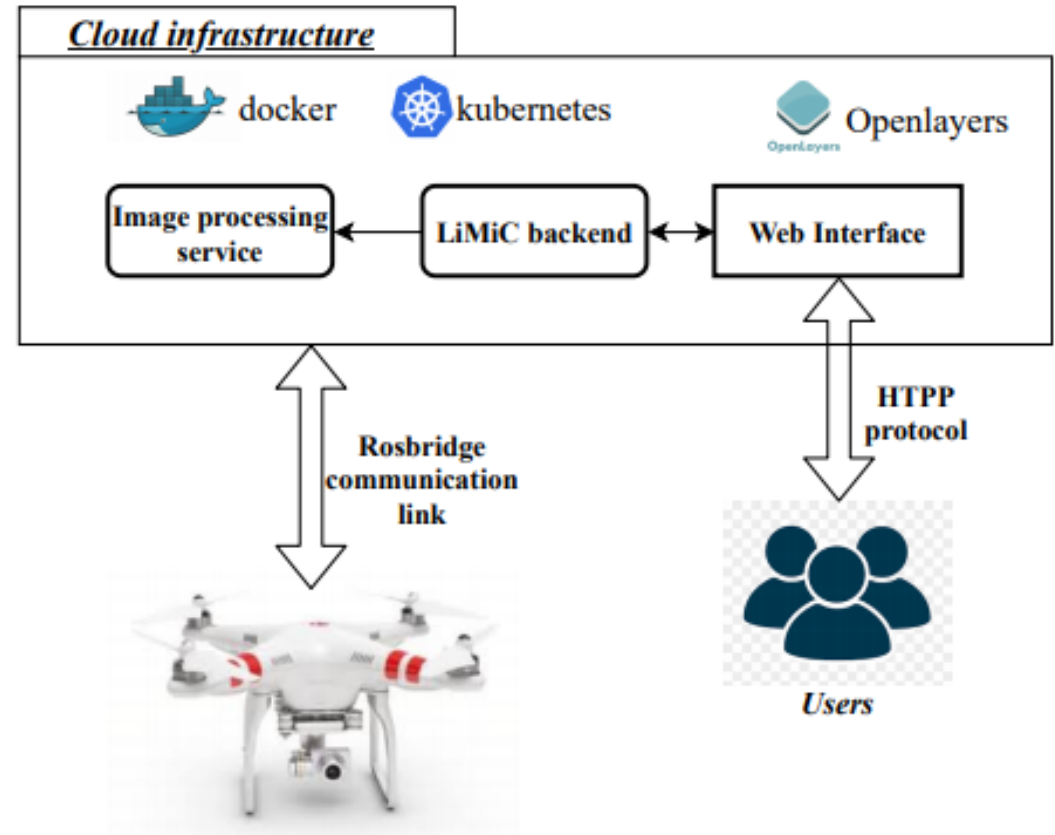 Cloud infrastructure
docker
kubernetes
OpenLayers
Openlayers
Image processing
service
LiMiC backend
Web Interface
Rosbridge
communication
link
HTPP
protocol
Users